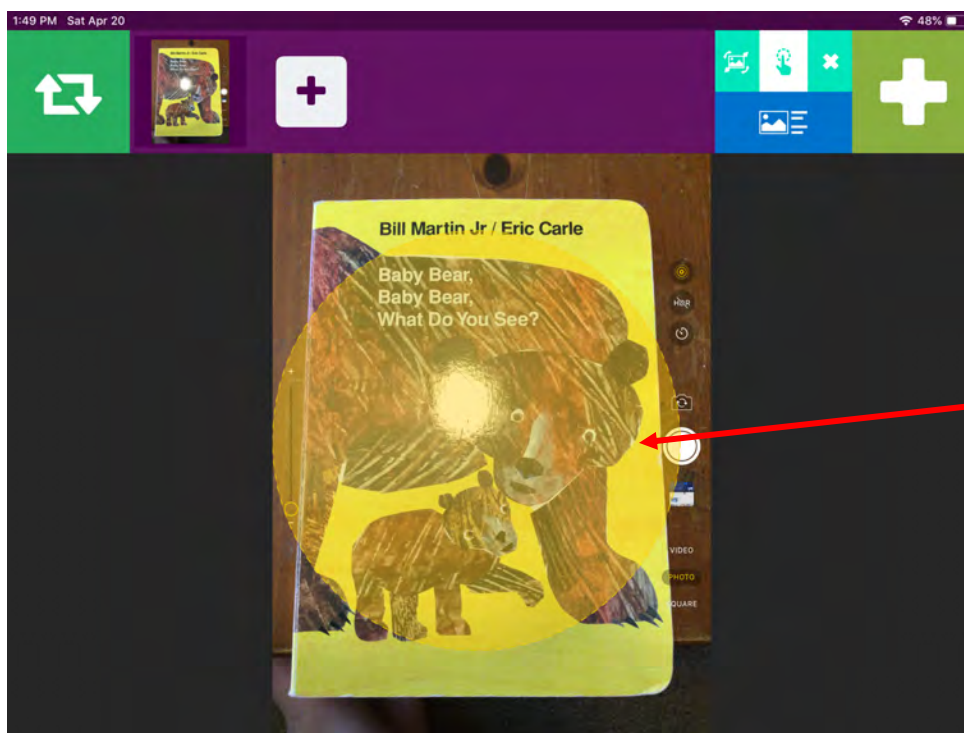 1:49 PM Sat Apr 20
48%
Bill Martin Jr / Eric Carle
Baby Bear,
Baby Bear,
What Do You See?
HDR
VIDEO
PHOTO
SQUARE